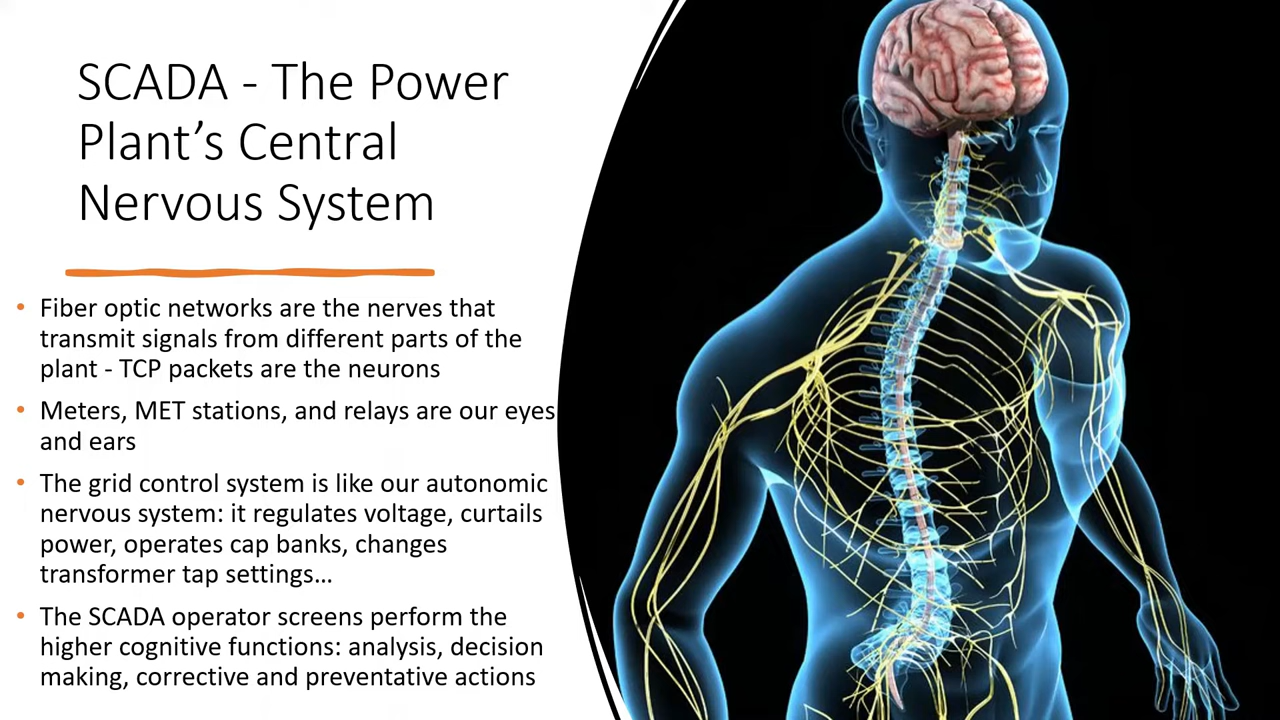 SCADA - The Power
Plant’s Central
Nervous System
• Fiber optic networks are the nerves that
transmit signals from different parts of the
plant - TCP packets are the neurons
• Meters, MET stations, and relays are our eyes
and ears
• The grid control system is like our autonomic
nervous system: it regulates voltage, curtails
power, operates cap banks, changes
transformer tap settings…
• The SCADA operator screens perform the
higher cognitive functions: analysis, decision
making, corrective and preventative actions